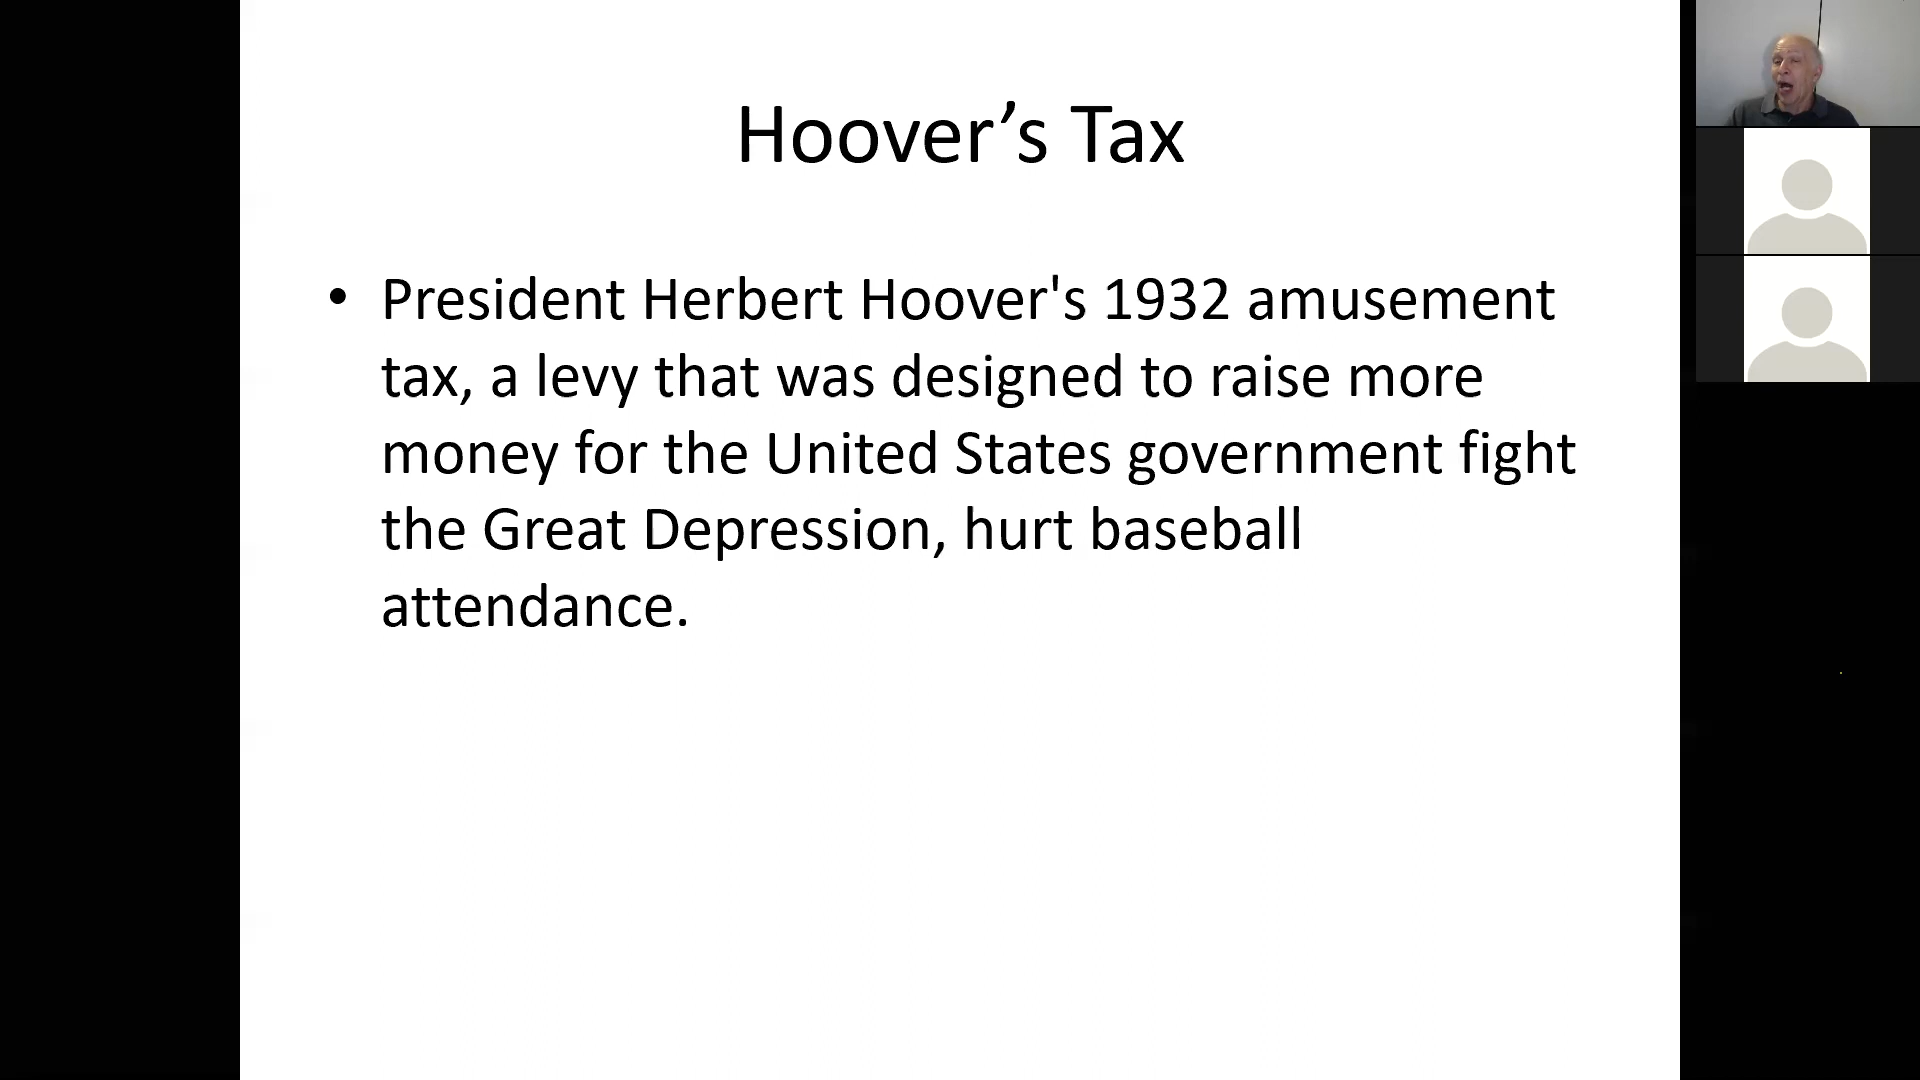 Hoover’s Tax
• President Herbert Hoover's 1932 amusement
tax, a levy that was designed to raise more
money for the United States government fight
the Great Depression, hurt baseball
attendance.